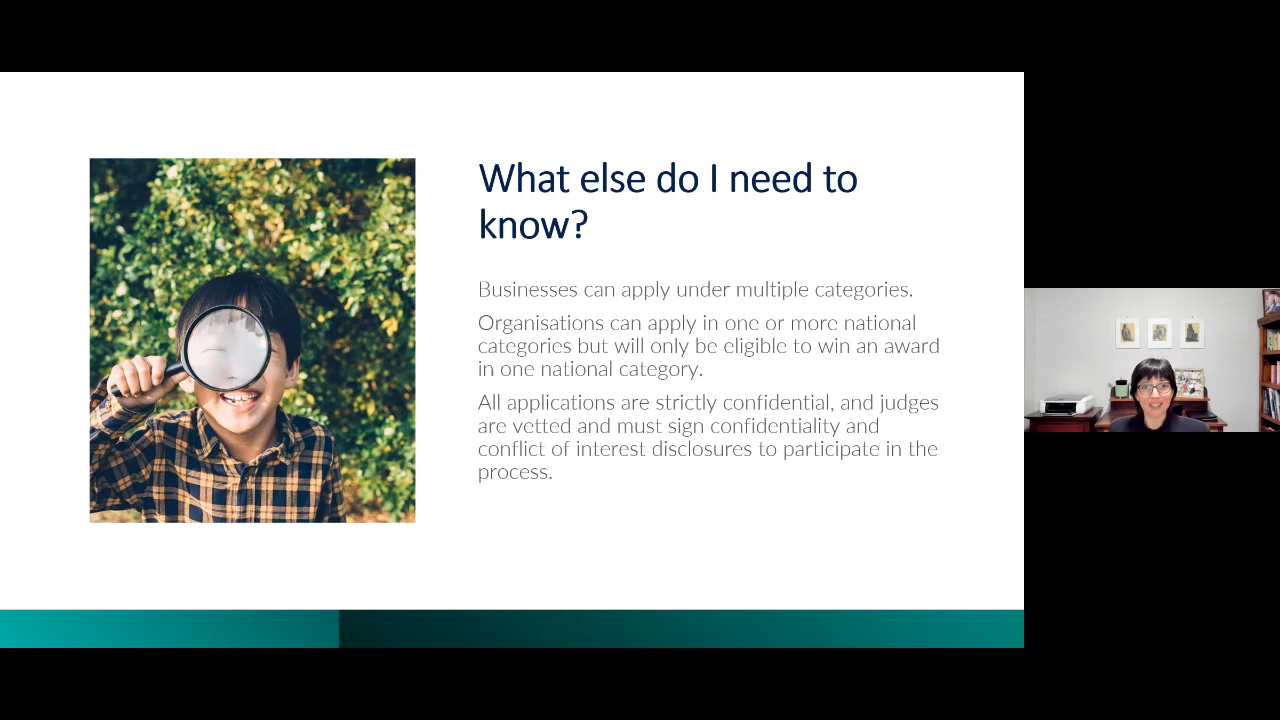 What else do I need to
know?
Businesses can apply under multiple categories.
Organisations can apply in one or more national
categories but will only be eligible to win an award
in one national category.
All applications are strictly confidential, and judges
are vetted and must sign confidentiality and
conflict of interest disclosures to participate in the
process.